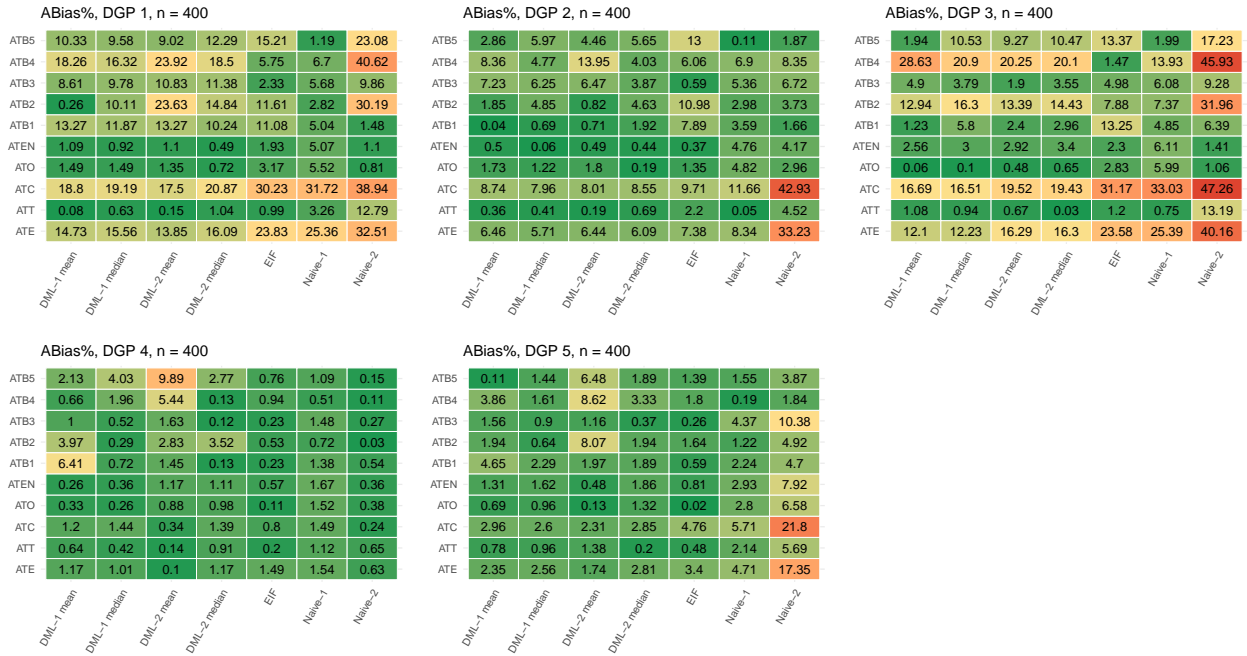 ABias%, DGP 1, n = 400
ATB5 10.33 9.58 9.02 12.29 15.21 1.19 23.08
ATB4 18.26 16.32 23.92 18.5 5.75 6.7 40.62
ATB3 8.61 9.78 10.83 11.38 2.33 5.68 9.86
ATB2 0.26 10.11 23.63 14.84 11.61 2.82 30.19
ATB1 13.27 11.87 13.27 10.24 11.08 5.04 1.48
ATEN 1.09 0.92 1.1 0.49 1.93 5.07 1.1
ATO 1.49 1.49 1.35 0.72 3.17 5.52 0.81
ATC 18.8 19.19 17.5 20.87 30.23 31.72 38.94
ATT 0.08 0.63 0.15 1.04 0.99 3.26 12.79
ATE 14.73 15.56 13.85 16.09 23.83 25.36 32.51
DML−1 mean DML−1 median DML−2 mean DML−2 median EIF Naive−1 Naive−2
ABias%, DGP 2, n = 400
ATB5 2.86 5.97 4.46 5.65 13 0.11 1.87
ATB4 8.36 4.77 13.95 4.03 6.06 6.9 8.35
ATB3 7.23 6.25 6.47 3.87 0.59 5.36 6.72
ATB2 1.85 4.85 0.82 4.63 10.98 2.98 3.73
ATB1 0.04 0.69 0.71 1.92 7.89 3.59 1.66
ATEN 0.5 0.06 0.49 0.44 0.37 4.76 4.17
ATO 1.73 1.22 1.8 0.19 1.35 4.82 2.96
ATC 8.74 7.96 8.01 8.55 9.71 11.66 42.93
ATT 0.36 0.41 0.19 0.69 2.2 0.05 4.52
ATE 6.46 5.71 6.44 6.09 7.38 8.34 33.23
DML−1 mean DML−1 median DML−2 mean DML−2 median EIF Naive−1 Naive−2
ABias%, DGP 3, n = 400
ATB5 1.94 10.53 9.27 10.47 13.37 1.99 17.23
ATB4 28.63 20.9 20.25 20.1 1.47 13.93 45.93
ATB3 4.9 3.79 1.9 3.55 4.98 6.08 9.28
ATB2 12.94 16.3 13.39 14.43 7.88 7.37 31.96
ATB1 1.23 5.8 2.4 2.96 13.25 4.85 6.39
ATEN 2.56 3 2.92 3.4 2.3 6.11 1.41
ATO 0.06 0.1 0.48 0.65 2.83 5.99 1.06
ATC 16.69 16.51 19.52 19.43 31.17 33.03 47.26
ATT 1.08 0.94 0.67 0.03 1.2 0.75 13.19
ATE 12.1 12.23 16.29 16.3 23.58 25.39 40.16
DML−1 mean DML−1 median DML−2 mean DML−2 median EIF Naive−1 Naive−2
ABias%, DGP 4, n = 400
ATB5 2.13 4.03 9.89 2.77 0.76 1.09 0.15
ATB4 0.66 1.96 5.44 0.13 0.94 0.51 0.11
ATB3 1 0.52 1.63 0.12 0.23 1.48 0.27
ATB2 3.97 0.29 2.83 3.52 0.53 0.72 0.03
ATB1 6.41 0.72 1.45 0.13 0.23 1.38 0.54
ATEN 0.26 0.36 1.17 1.11 0.57 1.67 0.36
ATO 0.33 0.26 0.88 0.98 0.11 1.52 0.38
ATC 1.2 1.44 0.34 1.39 0.8 1.49 0.24
ATT 0.64 0.42 0.14 0.91 0.2 1.12 0.65
ATE 1.17 1.01 0.1 1.17 1.49 1.54 0.63
DML−1 mean DML−1 median DML−2 mean DML−2 median EIF Naive−1 Naive−2
ABias%, DGP 5, n = 400
ATB5 0.11 1.44 6.48 1.89 1.39 1.55 3.87
ATB4 3.86 1.61 8.62 3.33 1.8 0.19 1.84
ATB3 1.56 0.9 1.16 0.37 0.26 4.37 10.38
ATB2 1.94 0.64 8.07 1.94 1.64 1.22 4.92
ATB1 4.65 2.29 1.97 1.89 0.59 2.24 4.7
ATEN 1.31 1.62 0.48 1.86 0.81 2.93 7.92
ATO 0.69 0.96 0.13 1.32 0.02 2.8 6.58
ATC 2.96 2.6 2.31 2.85 4.76 5.71 21.8
ATT 0.78 0.96 1.38 0.2 0.48 2.14 5.69
ATE 2.35 2.56 1.74 2.81 3.4 4.71 17.35
DML−1 mean DML−1 median DML−2 mean DML−2 median EIF Naive−1 Naive−2